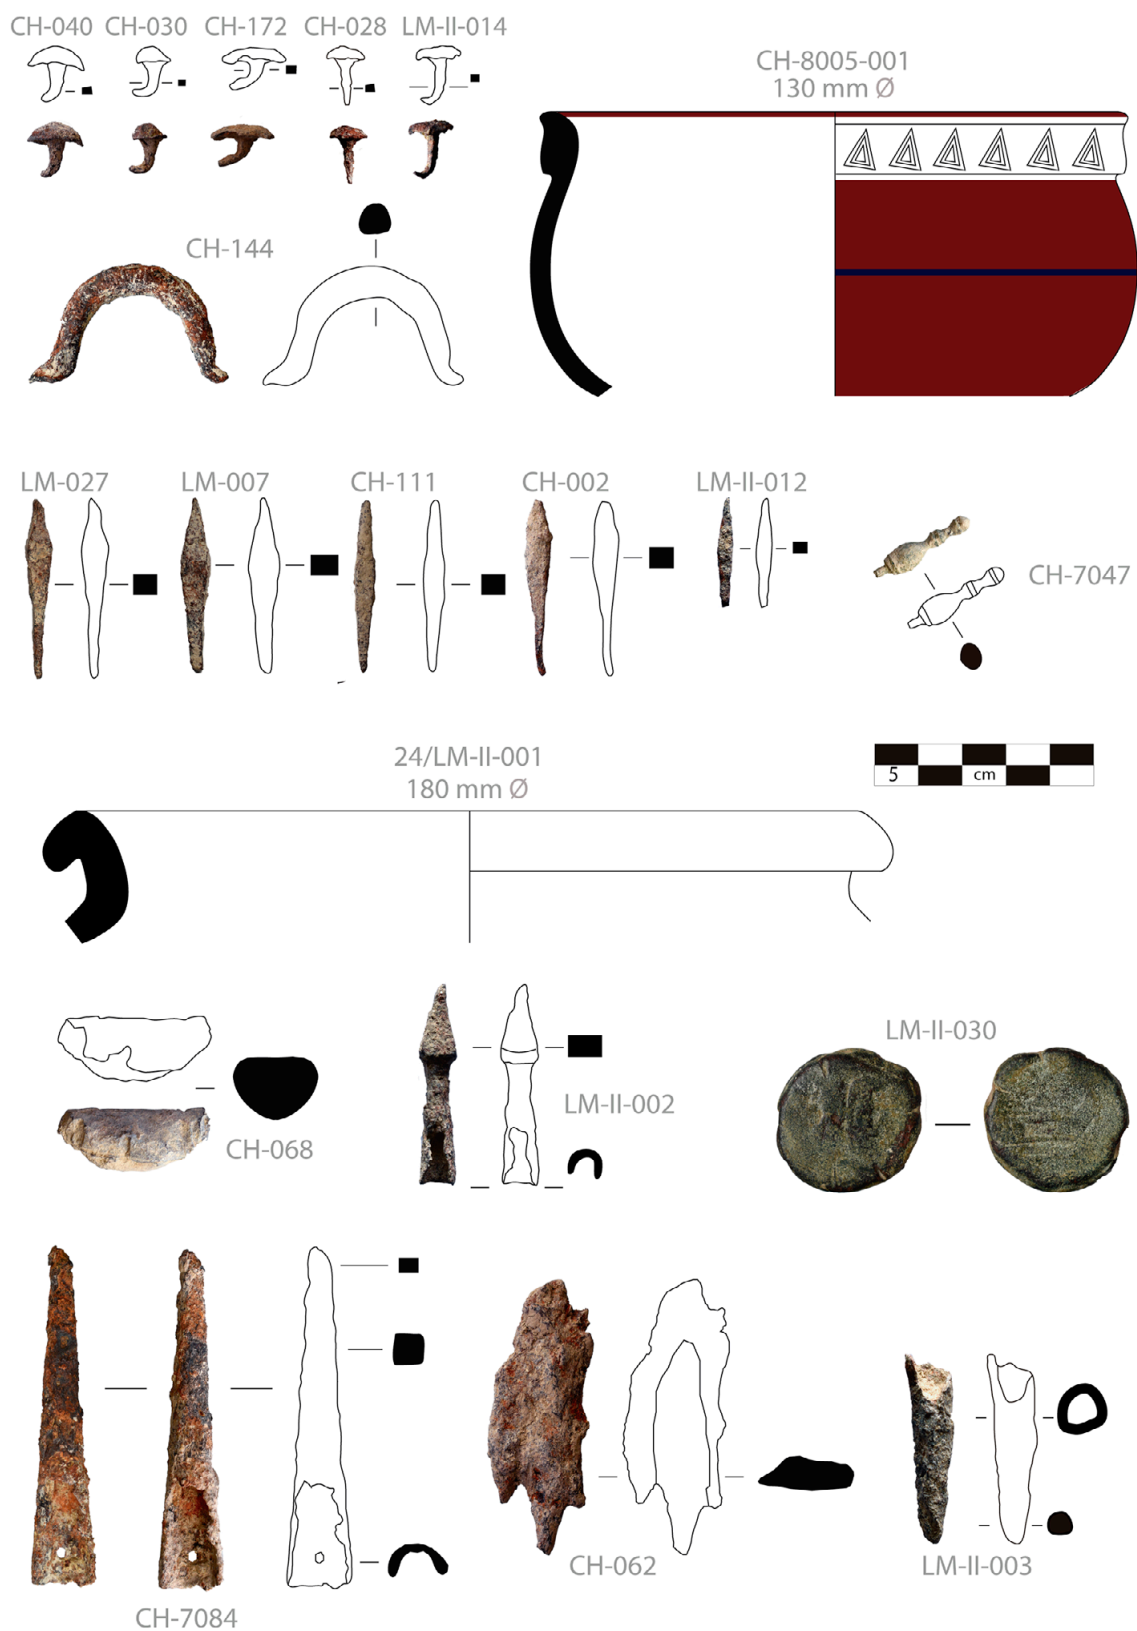 CH-040 CH-030 CH-172 CH-028 LM-II-014
CH-8005-001
130 mm Ø
CH-144
LM-027 LM-007 CH-111 CH-002 LM-II-012
CH-7047
24/LM-II-001
180 mm Ø
5 cm
LM-II-030
LM-II-002
CH-068
CH-062
LM-II-003
CH-7084